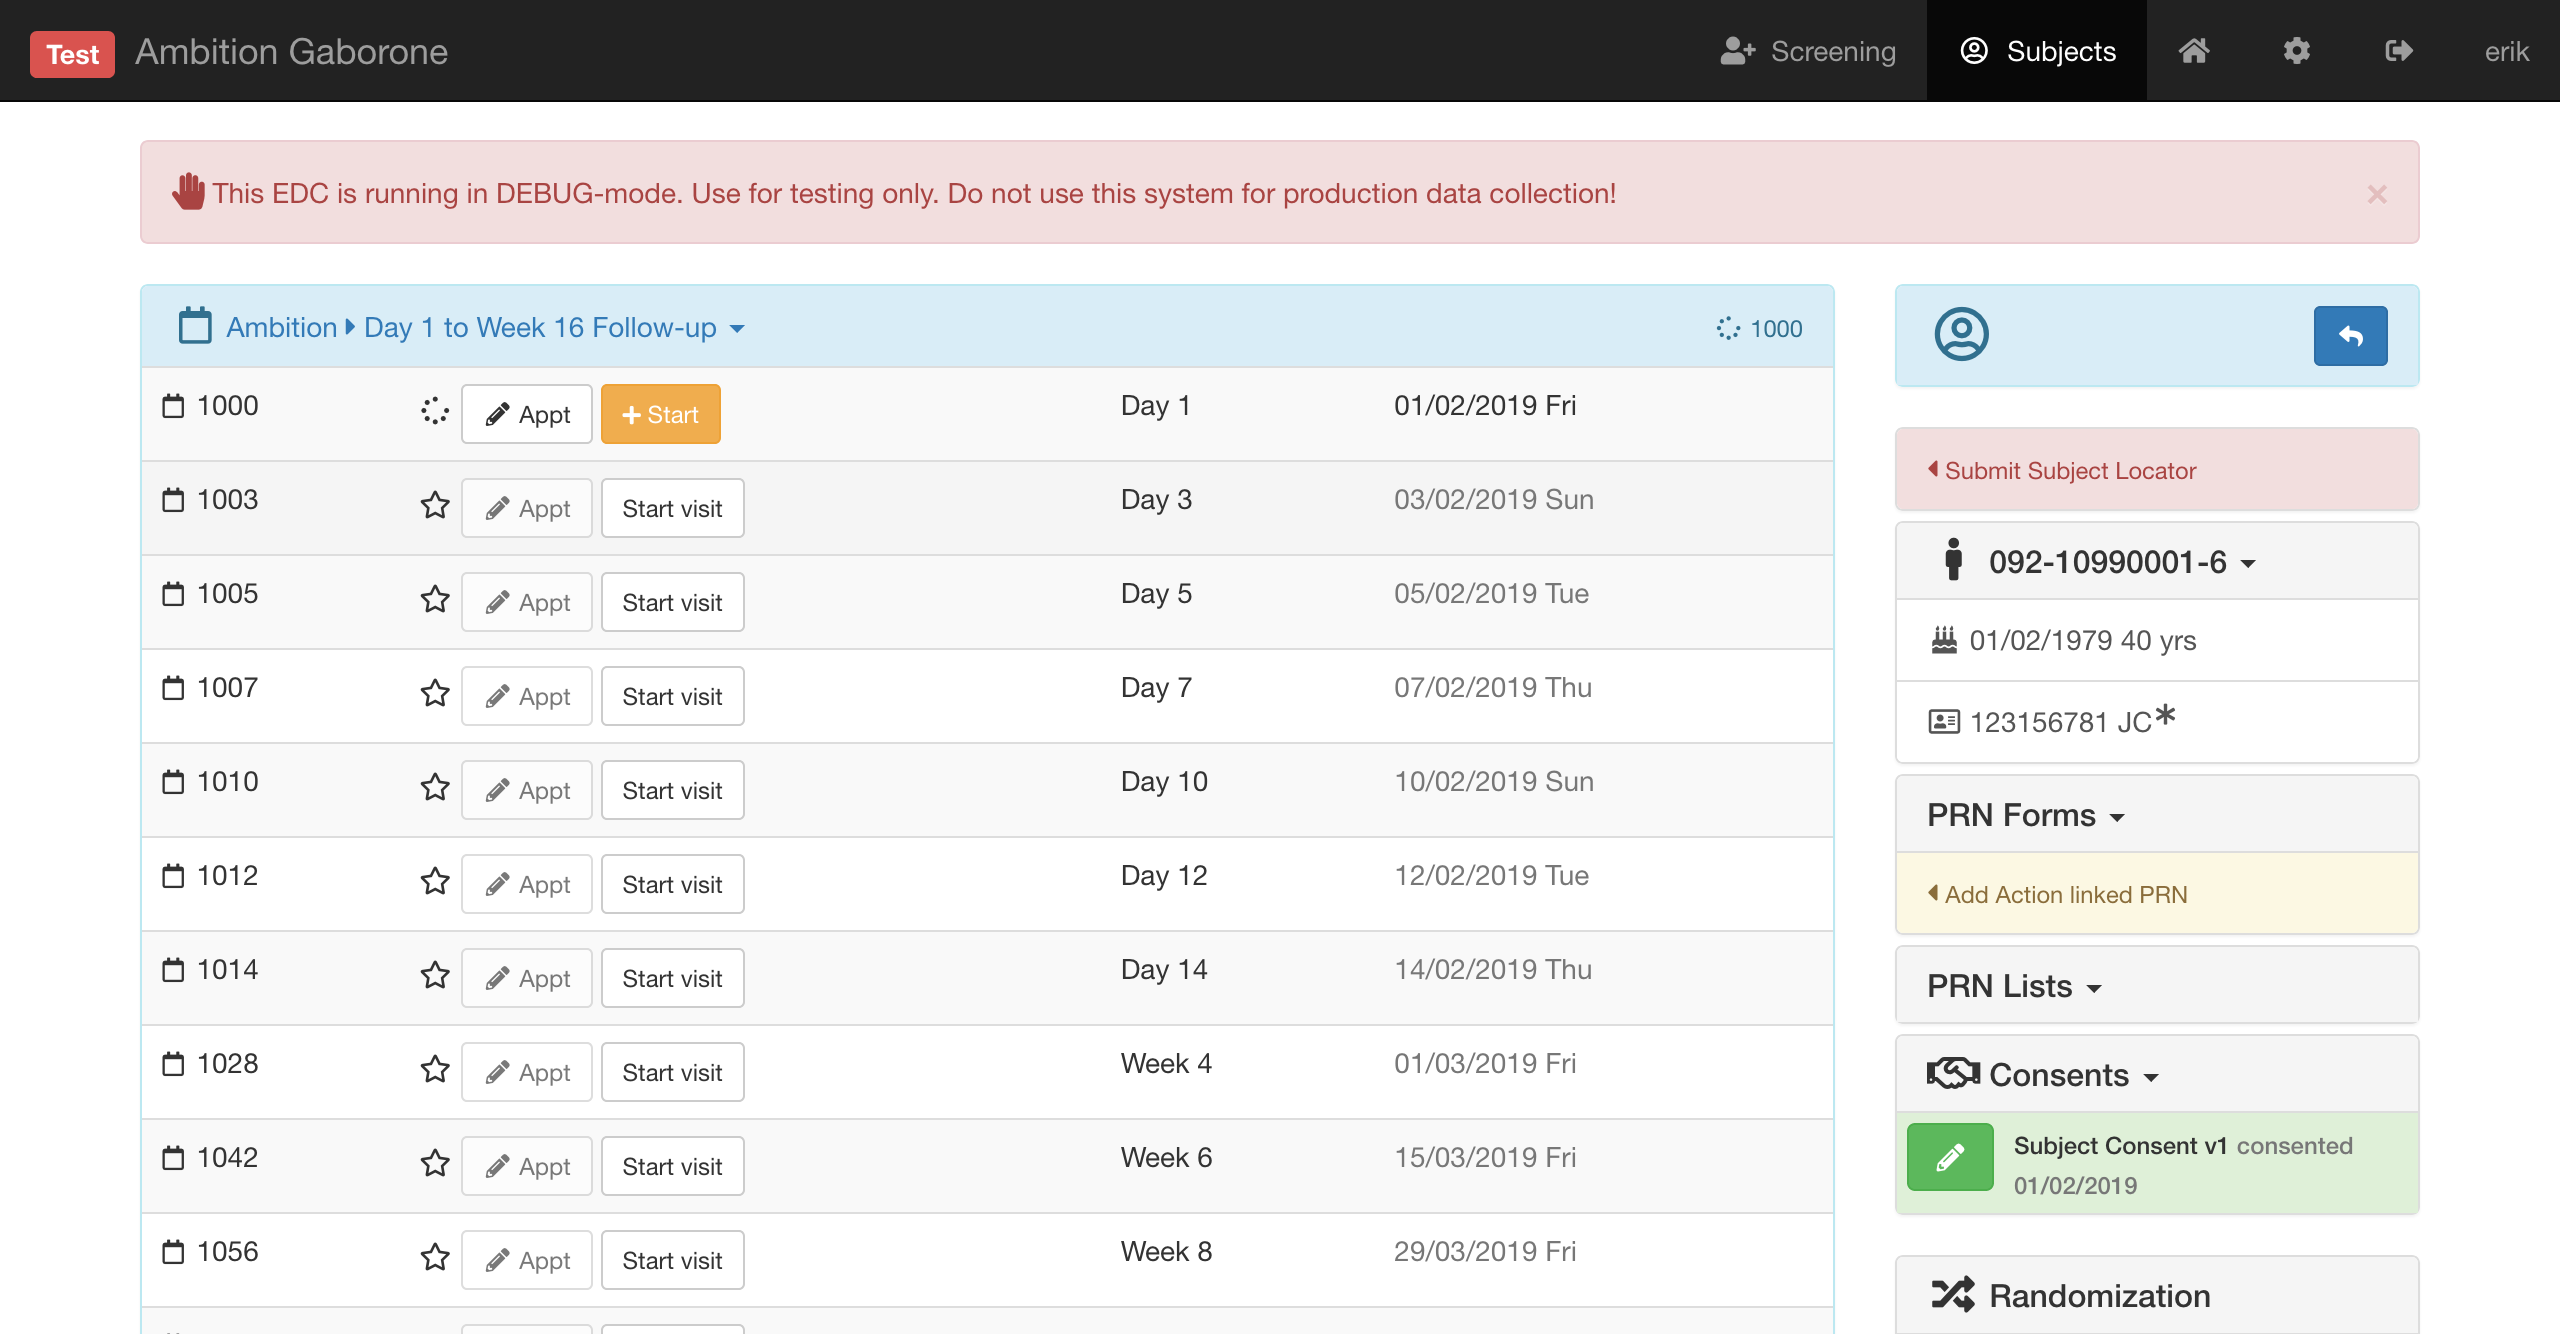 Test Ambition Gaborone Screening Subjects erik
This EDC is running in DEBUG-mode. Use for testing only. Do not use this system for production data collection! ×
Ambition Day 1 to Week 16 Follow-up 1000
1000 Appt + Start Day 1 01/02/2019 Fri
1003 Appt Start visit Day 3 03/02/2019 Sun
1005 Appt Start visit Day 5 05/02/2019 Tue
1007 Appt Start visit Day 7 07/02/2019 Thu
1010 Appt Start visit Day 10 10/02/2019 Sun
1012 Appt Start visit Day 12 12/02/2019 Tue
1014 Appt Start visit Day 14 14/02/2019 Thu
1028 Appt Start visit Week 4 01/03/2019 Fri
1042 Appt Start visit Week 6 15/03/2019 Fri
1056 Appt Start visit Week 8 29/03/2019 Fri
Submit Subject Locator
092-10990001-6
01/02/1979 40 yrs
123156781 JC*
PRN Forms
Add Action linked PRN
PRN Lists
Consents
Subject Consent v1 consented
01/02/2019
Randomization